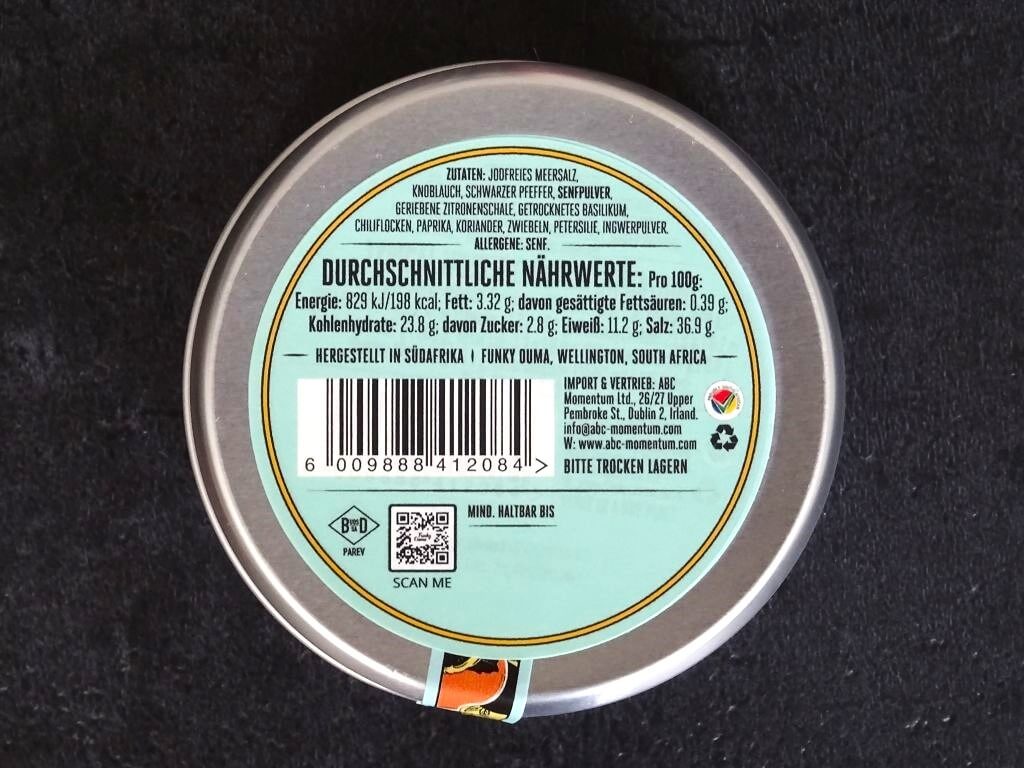 ZUTATEN: JODFREIES MEERSALZ,
KNOBLAUCH, SCHWARZER PFEFFER, SENFPULVER,
GERIEBENE ZITRONENSCHALE, GETROCKNETES BASILIKUM,
CHILIFLOCKEN, PAPRIKA, KORIANDER, ZWIEBELN, PETERSILIE, INGWERPULVER.
ALLERGENE: SENF.
DURCHSCHNITTLICHE NÄHRWERTE: Pro 100g:
Energie: 829 kJ/198 kcal; Fett: 3.32 g; davon gesättigte Fettsäuren: 0.39 g;
Kohlenhydrate: 23.8 g; davon Zucker: 2.8 g; Eiweiß: 11.2 g; Salz: 36.9 g.
HERGESTELLT IN SÜDAFRIKA | FUNKY OUMA, WELLINGTON, SOUTH AFRICA
IMPORT & VERTRIEB: ABC
Momentum Ltd., 26/27 Upper
Pembroke St., Dublin 2, Irland.
info@abc-momentum.com
W: www.abc-momentum.com
BITTE TROCKEN LAGERN
6 009888 412084 >
MIND. HALTBAR BIS
B D
PAREV
Funky Ouma
SCAN ME